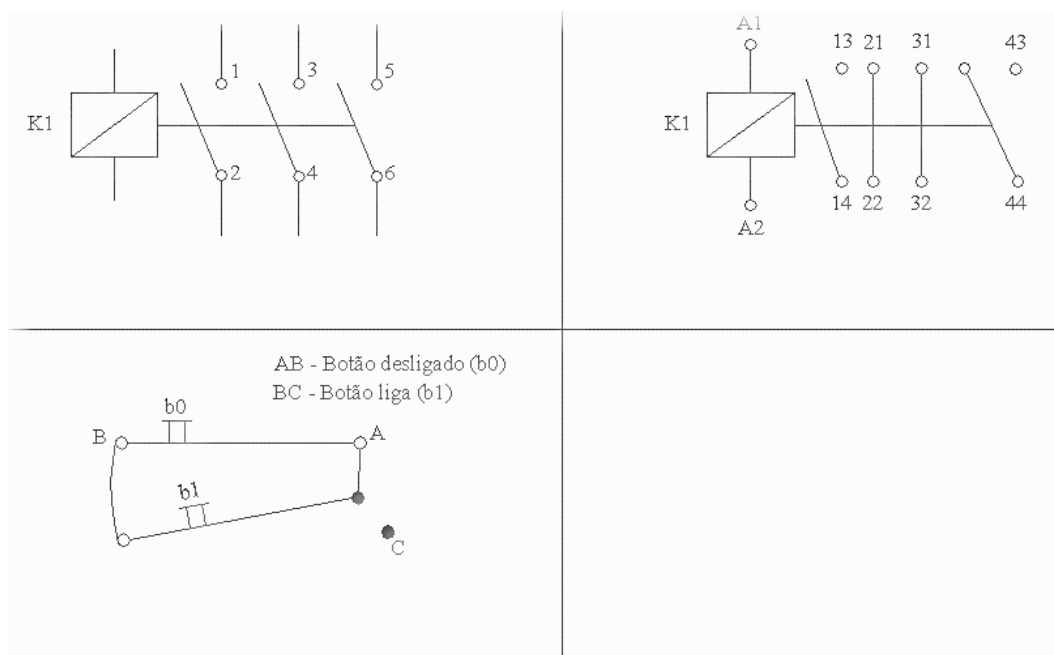 K1
1 3 5
2 4 6
A1
13 21 31 43
K1
14 22 32 44
A2
AB - Botão desligado (b0)
BC - Botão liga (b1)
b0
B A
b1
C